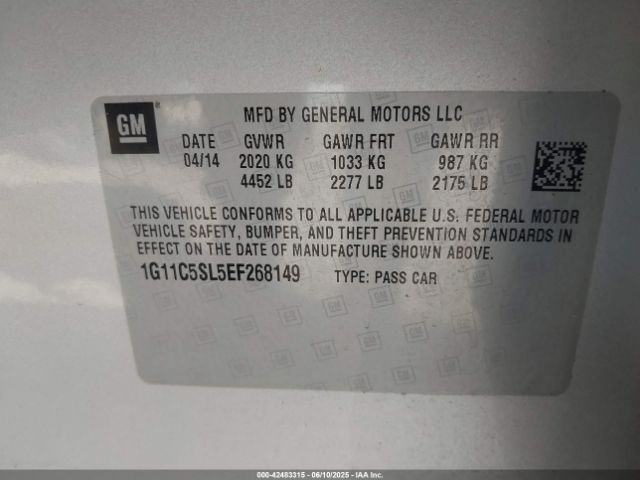 GM ®
MFD BY GENERAL MOTORS LLC
DATE GVWR GAWR FRT GAWR RR
04/14 2020 KG 1033 KG 987 KG
4452 LB 2277 LB 2175 LB
THIS VEHICLE CONFORMS TO ALL APPLICABLE U.S. FEDERAL MOTOR
VEHICLE SAFETY, BUMPER, AND THEFT PREVENTION STANDARDS IN
EFFECT ON THE DATE OF MANUFACTURE SHOWN ABOVE.
1G11C5SL5EF268149 TYPE: PASS CAR
000-42483315 - 06/10/2025 - IAAI.CA